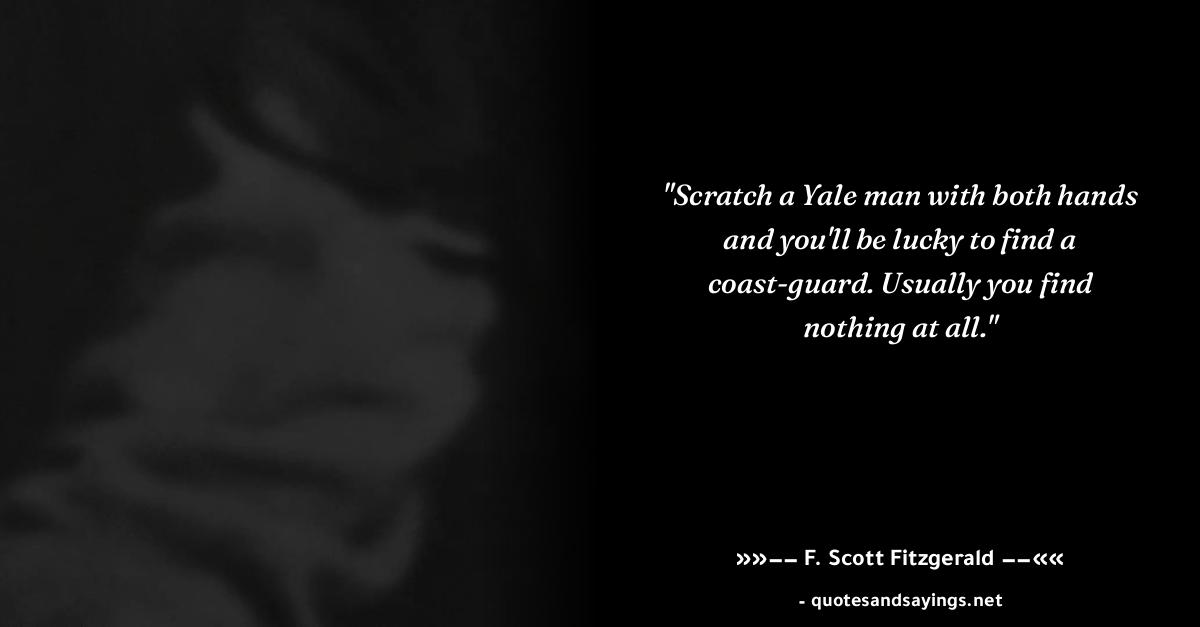 "Scratch a Yale man with both hands
and you'll be lucky to find a
coast-guard. Usually you find
nothing at all."
»»−− F. Scott Fitzgerald −−««
- quotesandsayings.net